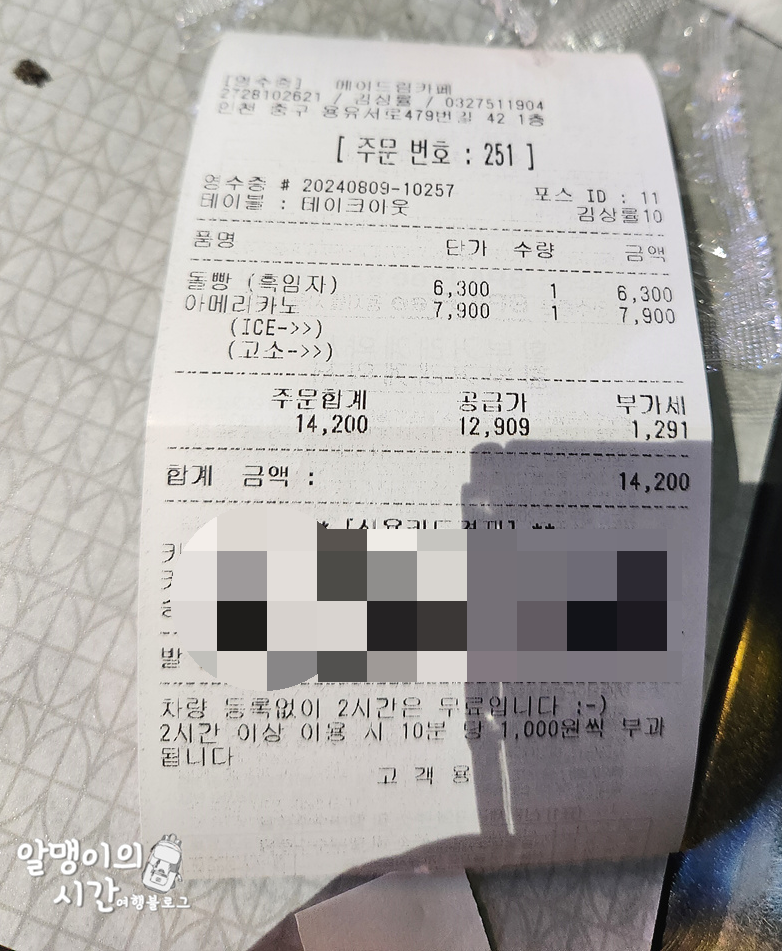 [영수증] 메이드림카페
2728102621 / 김상률 / 0327511904
인천 중구 용유서로479번길 42 1층
[ 주문 번호 : 251 ]
영수증 # 20240809-10257 포스 ID : 11
테이블 : 테이크아웃 김상률10
품명 단가 수량 금액
돌빵 (흑임자) 6,300 1 6,300
아메리카노 7,900 1 7,900
(ICE->>)
(고소->>)
주문합계 공급가 부가세
14,200 12,909 1,291
합계 금액 : 14,200
* [신용카드결제] **
차량 등록없이 2시간은 무료입니다 :-)
2시간 이상 이용 시 10분 당 1,000원씩 부과
됩니다
고 객 용
알맹이의
시간 여행블로그